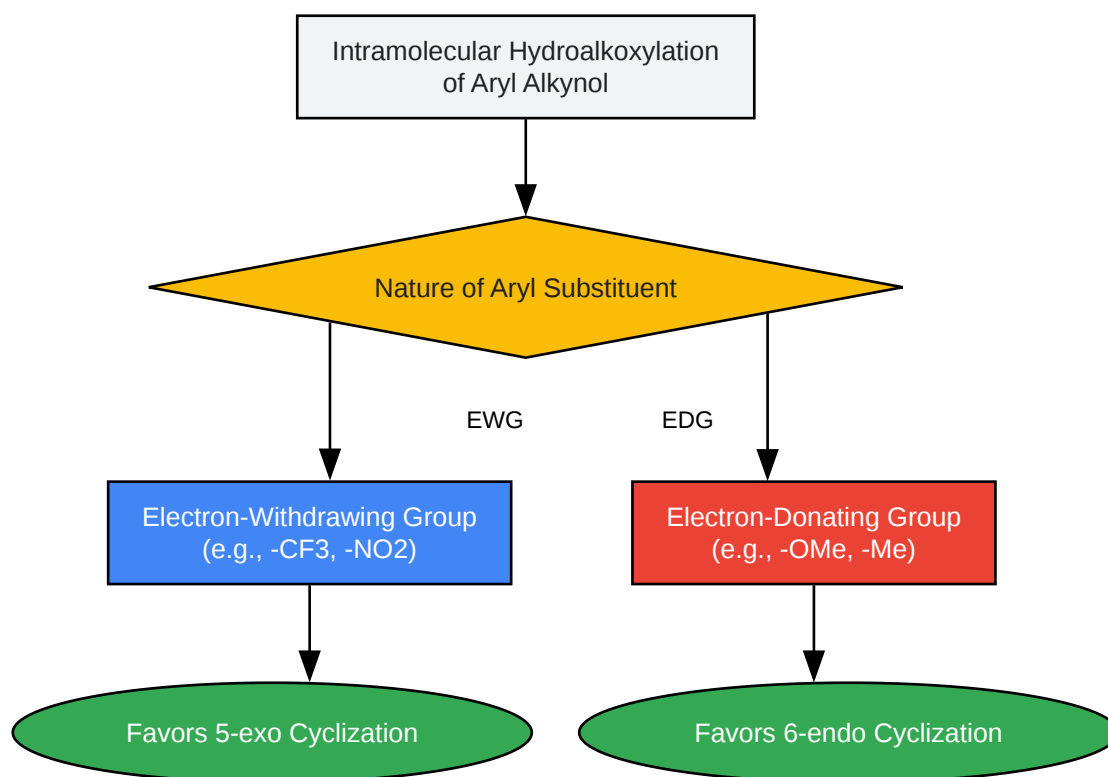 Intramolecular Hydroalkoxylation
of Aryl Alkynol
Nature of Aryl Substituent
EWG
EDG
Electron-Withdrawing Group
(e.g., -CF3, -NO2)
Electron-Donating Group
(e.g., -OMe, -Me)
Favors 5-exo Cyclization
Favors 6-endo Cyclization